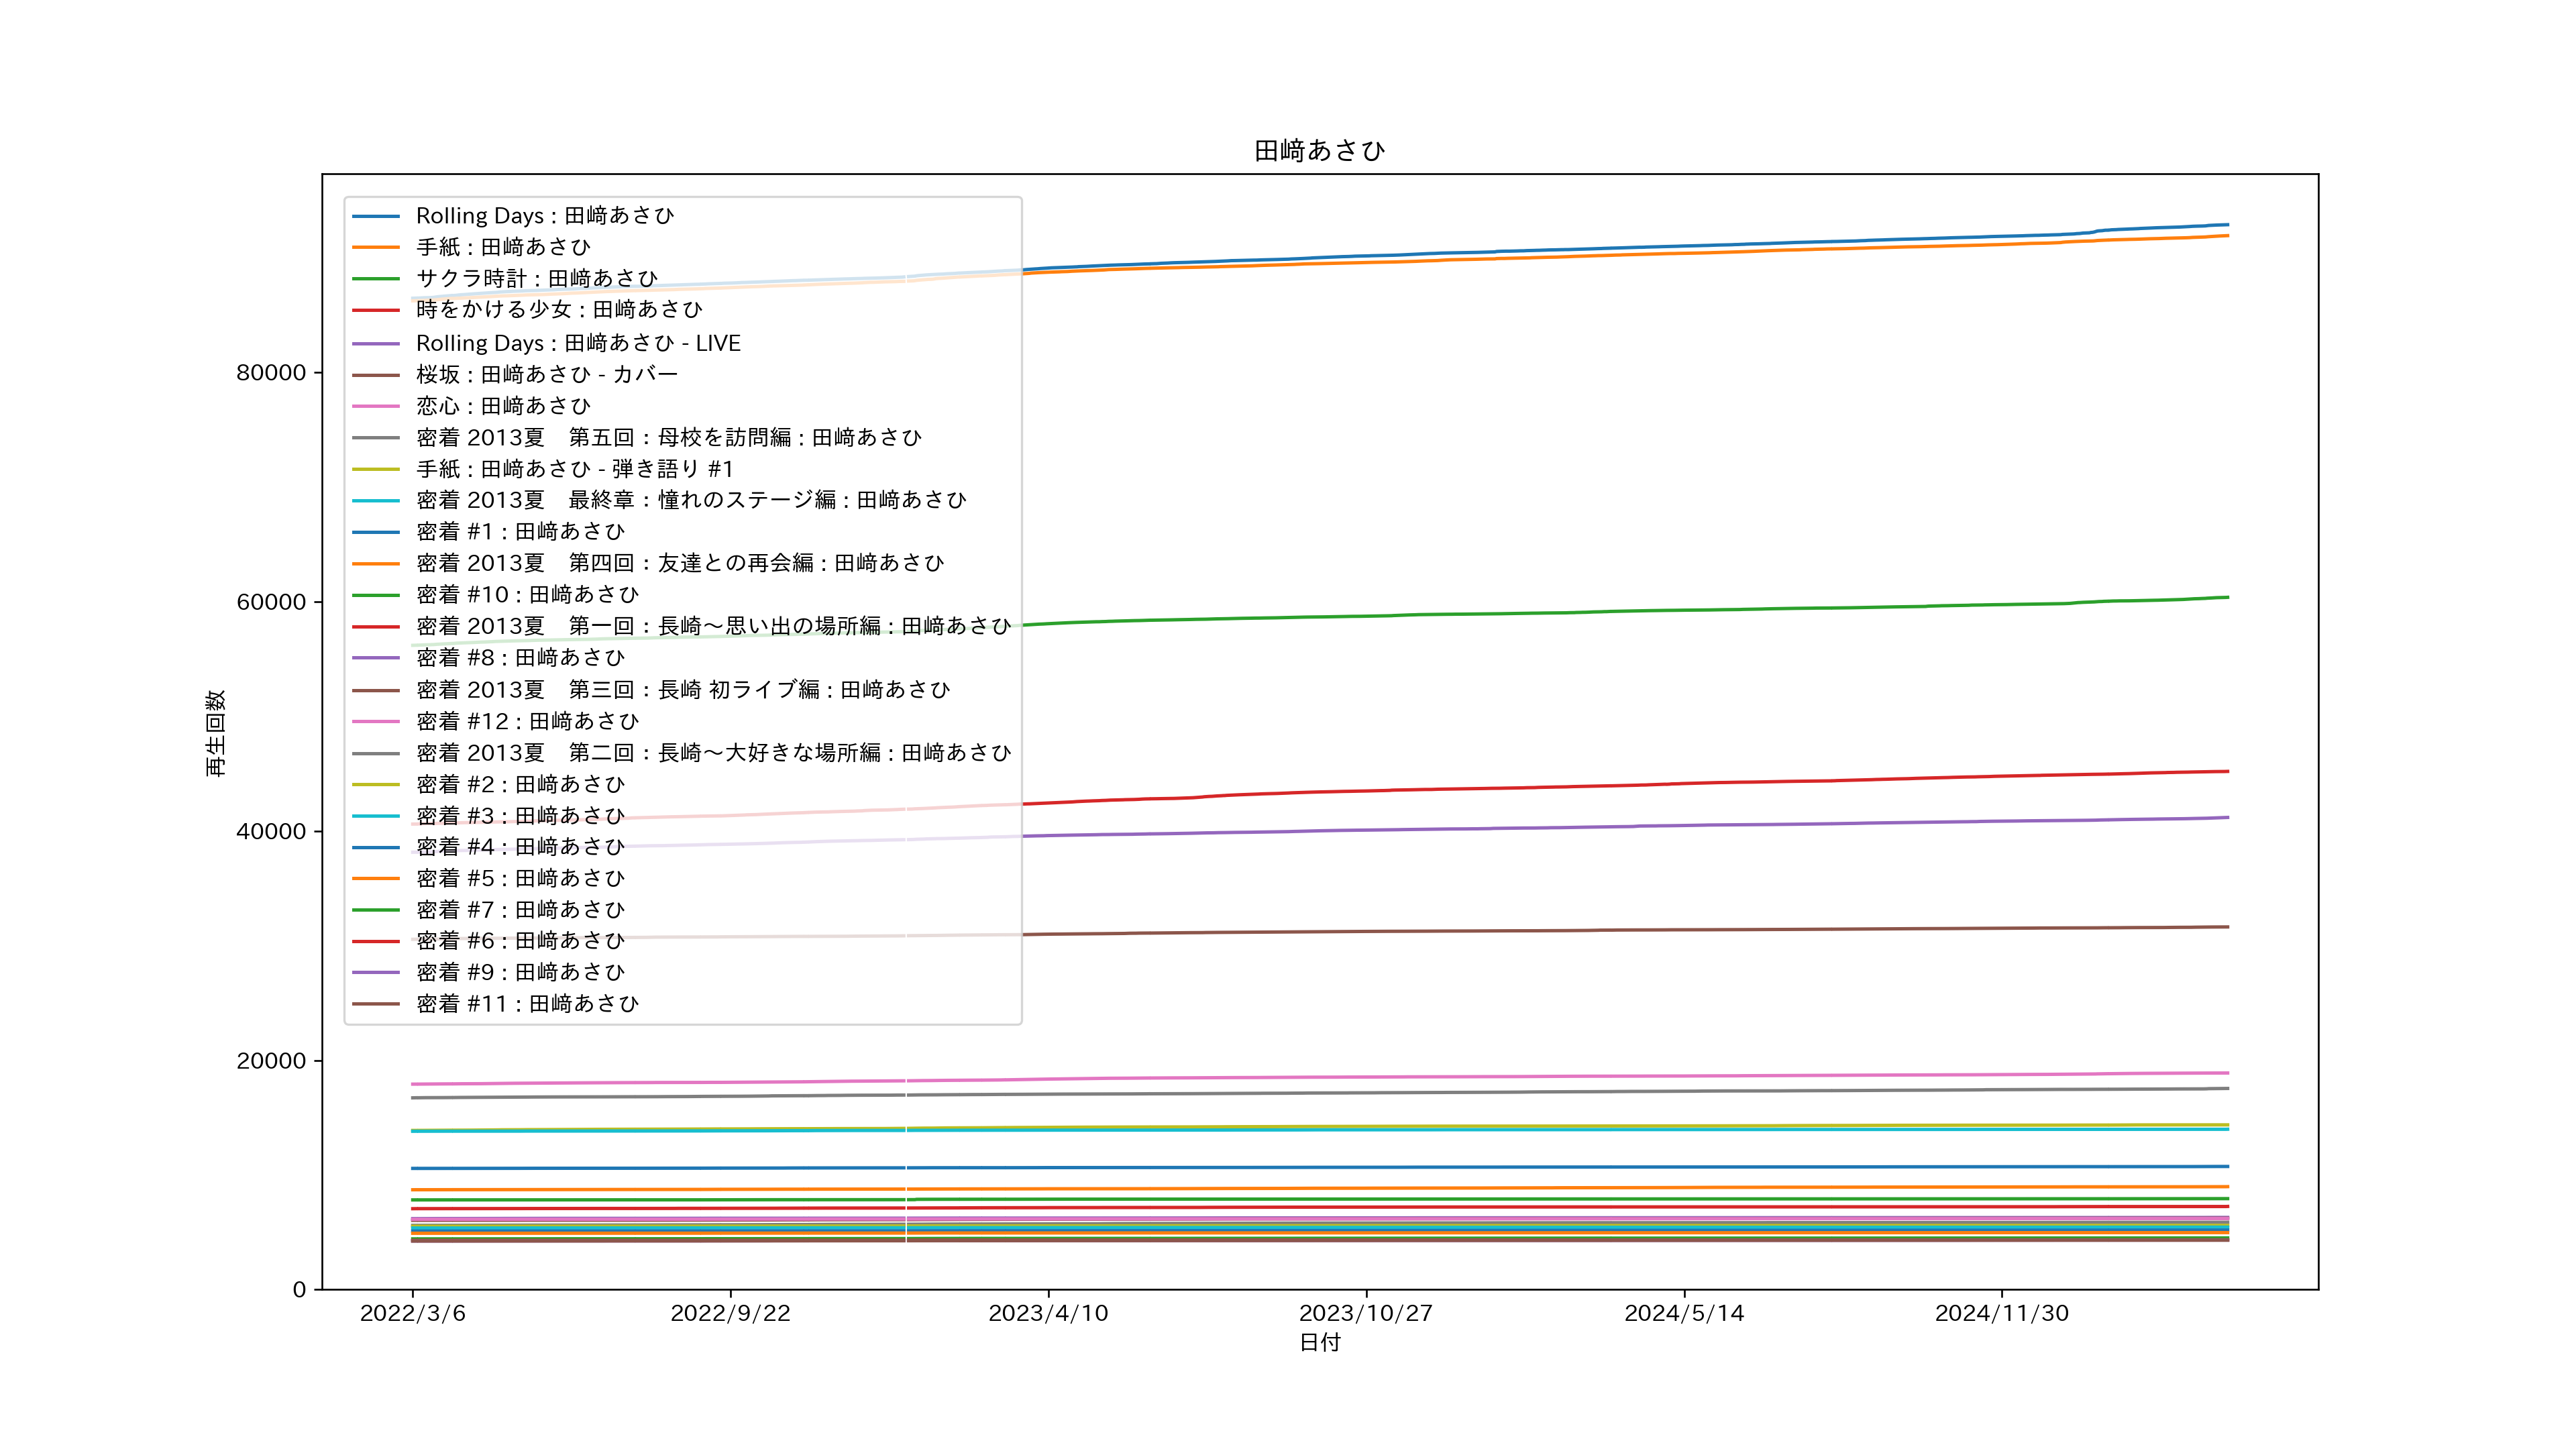 田﨑あさひ
Rolling Days : 田﨑あさひ
手紙 : 田﨑あさひ
サクラ時計 : 田﨑あさひ
時をかける少女 : 田﨑あさひ
Rolling Days : 田﨑あさひ - LIVE
桜坂 : 田﨑あさひ - カバー
恋心 : 田﨑あさひ
密着 2013夏　第五回：母校を訪問編 : 田﨑あさひ
手紙 : 田﨑あさひ - 弾き語り #1
密着 2013夏　最終章：憧れのステージ編 : 田﨑あさひ
密着 #1 : 田﨑あさひ
密着 2013夏　第四回：友達との再会編 : 田﨑あさひ
密着 #10 : 田﨑あさひ
密着 2013夏　第一回：長崎～思い出の場所編 : 田﨑あさひ
密着 #8 : 田﨑あさひ
密着 2013夏　第三回：長崎 初ライブ編 : 田﨑あさひ
密着 #12 : 田﨑あさひ
密着 2013夏　第二回：長崎～大好きな場所編 : 田﨑あさひ
密着 #2 : 田﨑あさひ
密着 #3 : 田﨑あさひ
密着 #4 : 田﨑あさひ
密着 #5 : 田﨑あさひ
密着 #7 : 田﨑あさひ
密着 #6 : 田﨑あさひ
密着 #9 : 田﨑あさひ
密着 #11 : 田﨑あさひ
再生回数
80000
60000
40000
20000
0
2022/3/6 2022/9/22 2023/4/10 2023/10/27 2024/5/14 2024/11/30
日付